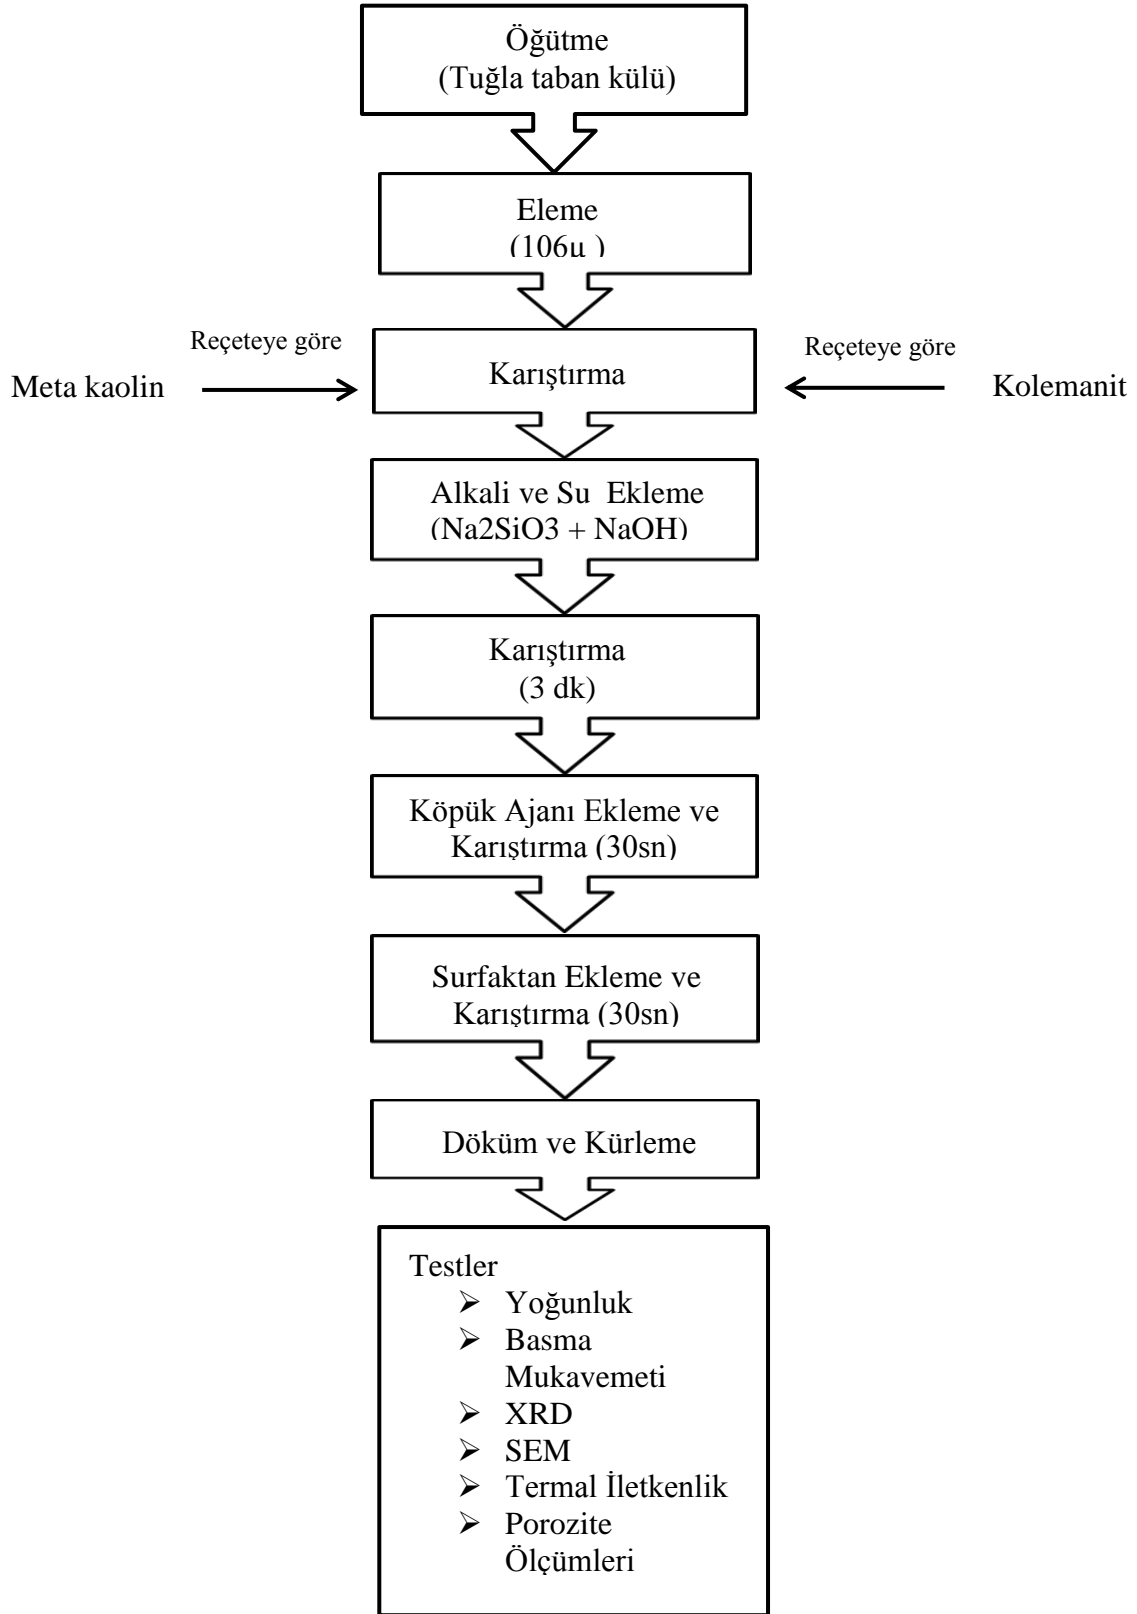 Öğütme
(Tuğla taban külü)
Eleme
(106µ )
Reçeteye göre
Reçeteye göre
Meta kaolin
Karıştırma
Kolemanit
Alkali ve Su Ekleme
(Na2SiO3 + NaOH)
Karıştırma
(3 dk)
Köpük Ajanı Ekleme ve
Karıştırma (30sn)
Surfaktan Ekleme ve
Karıştırma (30sn)
Döküm ve Kürleme
Testler
➢ Yoğunluk
➢ Basma
Mukavemeti
➢ XRD
➢ SEM
➢ Termal İletkenlik
➢ Porozite
Ölçümleri